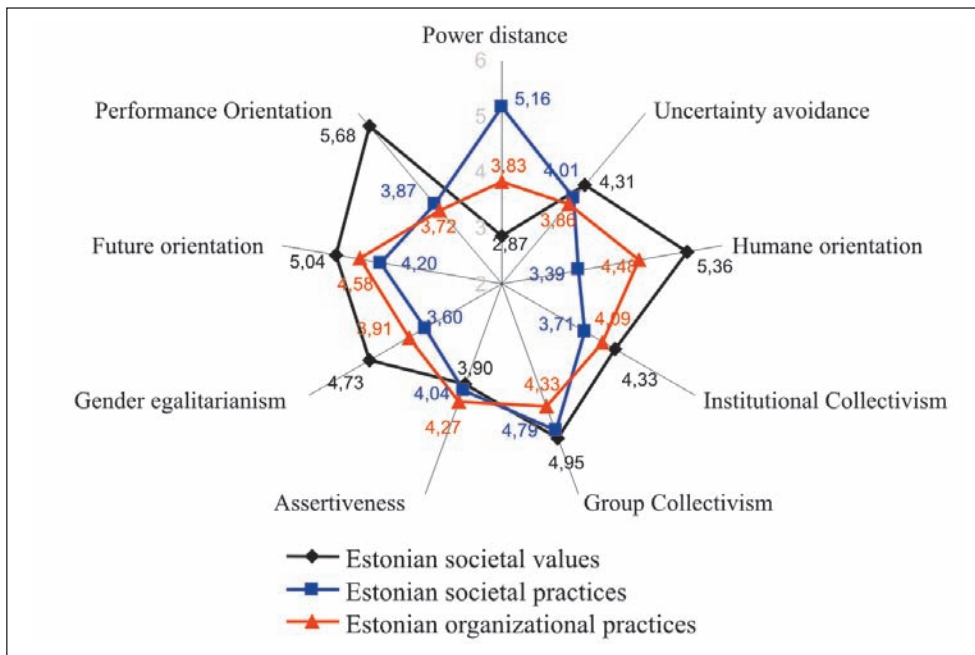 Power distance
6
Performance Orientation
5,16
Uncertainty avoidance
5
5,68
4
4,01
4,31
3,83
3,87
3,86
3,72
3
Future orientation
2,87
Humane orientation
5,04
4,20
3,39
4,48
5,36
4,58
2
3,91
3,60
3,71
4,09
4,33
Gender egalitarianism
4,73
3,90
4,04
4,33
Institutional Collectivism
4,27
4,79
4,95
Assertiveness
Group Collectivism
Estonian societal values
Estonian societal practices
Estonian organizational practices